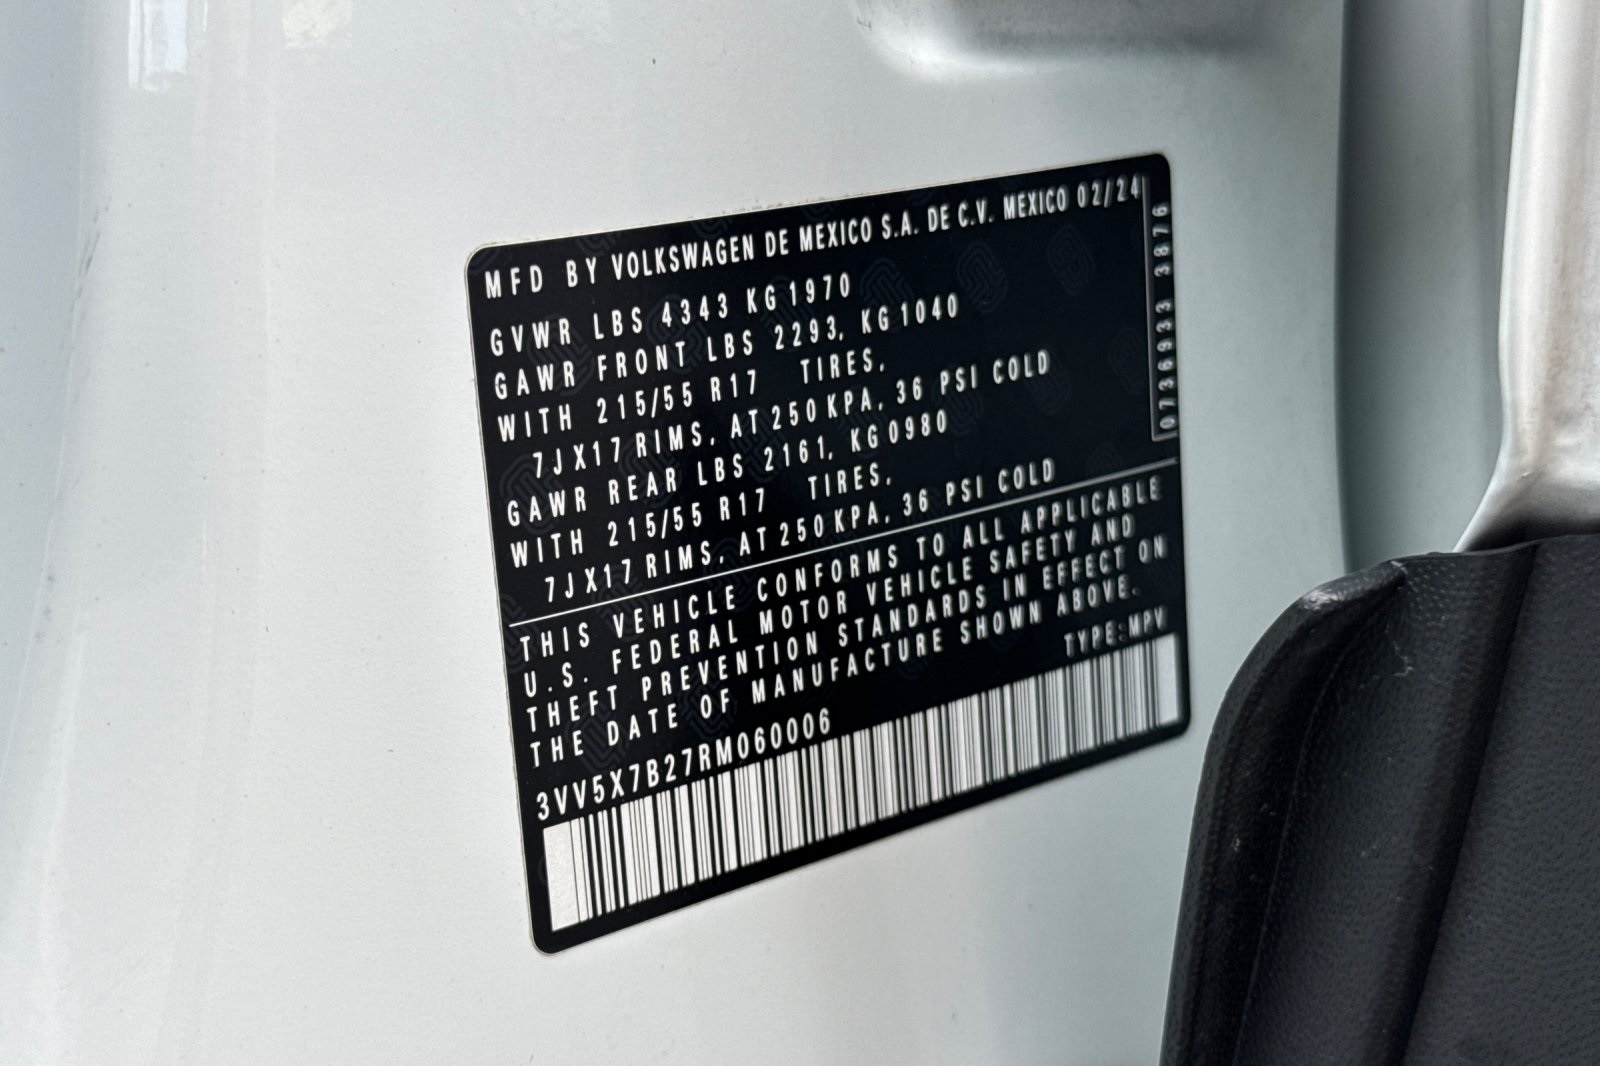 MFD BY VOLKSWAGEN DE MEXICO S.A. DE C.V. MEXICO 02/24
GVWR LBS 4343 KG 1970
GAWR FRONT LBS 2293, KG 1040
WITH 215/55 R17 TIRES,
7J X17 RIMS, AT 250 KPA, 36 PSI COLD
GAWR REAR LBS 2161, KG 0980
WITH 215/55 R17 TIRES,
7J X17 RIMS, AT 250 KPA, 36 PSI COLD
0736933 3876
THIS VEHICLE CONFORMS TO ALL APPLICABLE
U.S. FEDERAL MOTOR VEHICLE SAFETY AND
THEFT PREVENTION STANDARDS IN EFFECT ON
THE DATE OF MANUFACTURE SHOWN ABOVE.
TYPE:MPV
3VV5X7B27RM060006